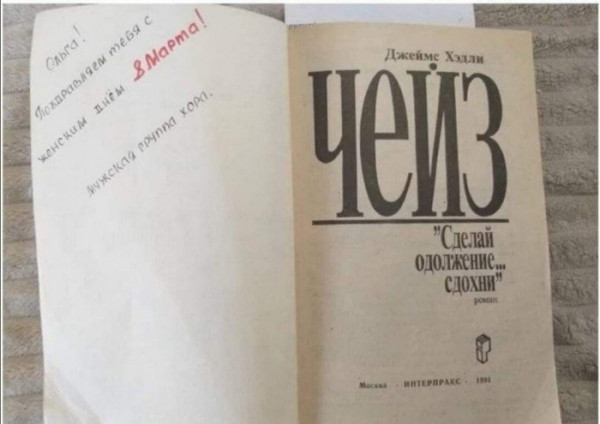 Ольга!
Поздравляем тебя с
женским днём 8 Марта!
мужская группа хора.
Джеймс Хэдли
ЧЕЙЗ
"Сделай
одолжение...
сдохни"
роман
Москва ИНТЕРПРАКС 1994